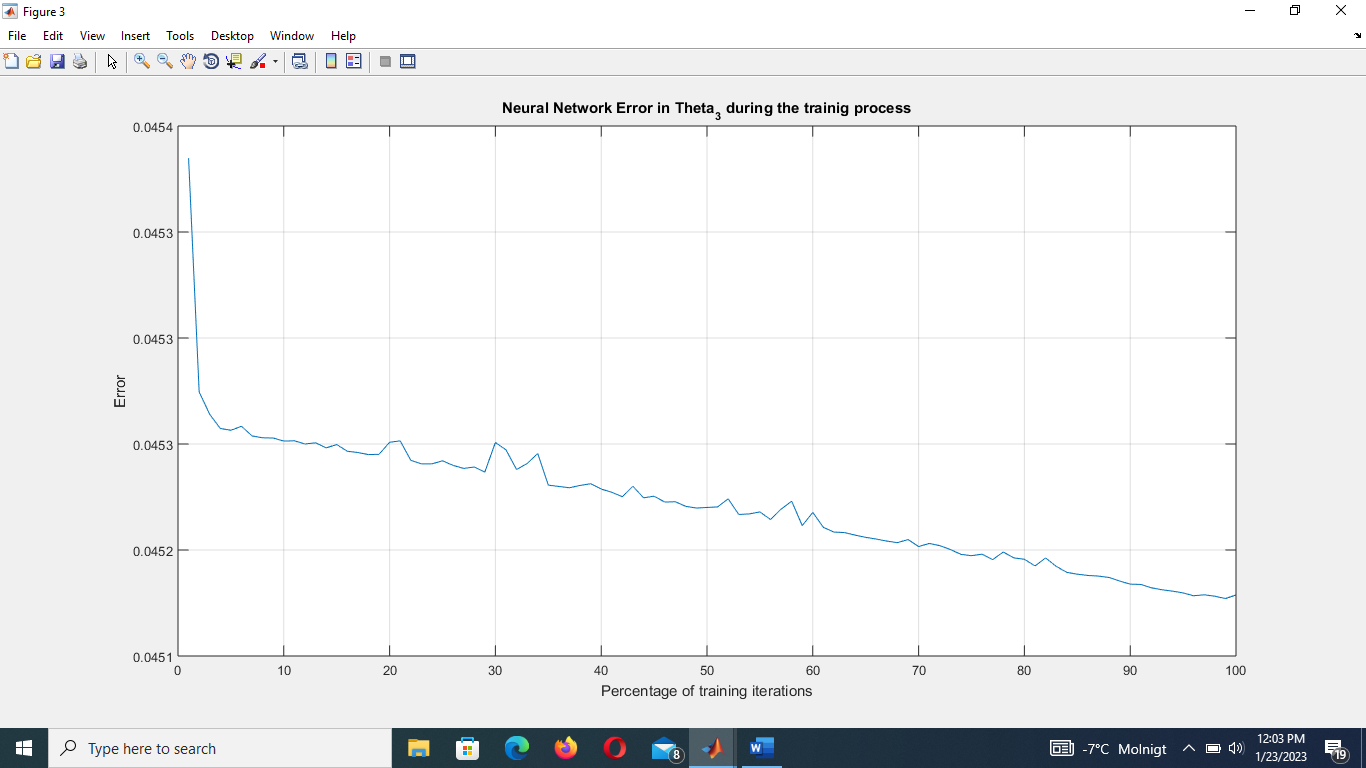 Figure 3
File Edit View Insert Tools Desktop Window Help
Neural Network Error in Theta3 during the trainig process
0.0454
0.0453
0.0453
0.0453
0.0452
0.0451
Error
0 10 20 30 40 50 60 70 80 90 100
Percentage of training iterations
Type here to search
8
-7°C Molnigt
12:03 PM
1/23/2023
19